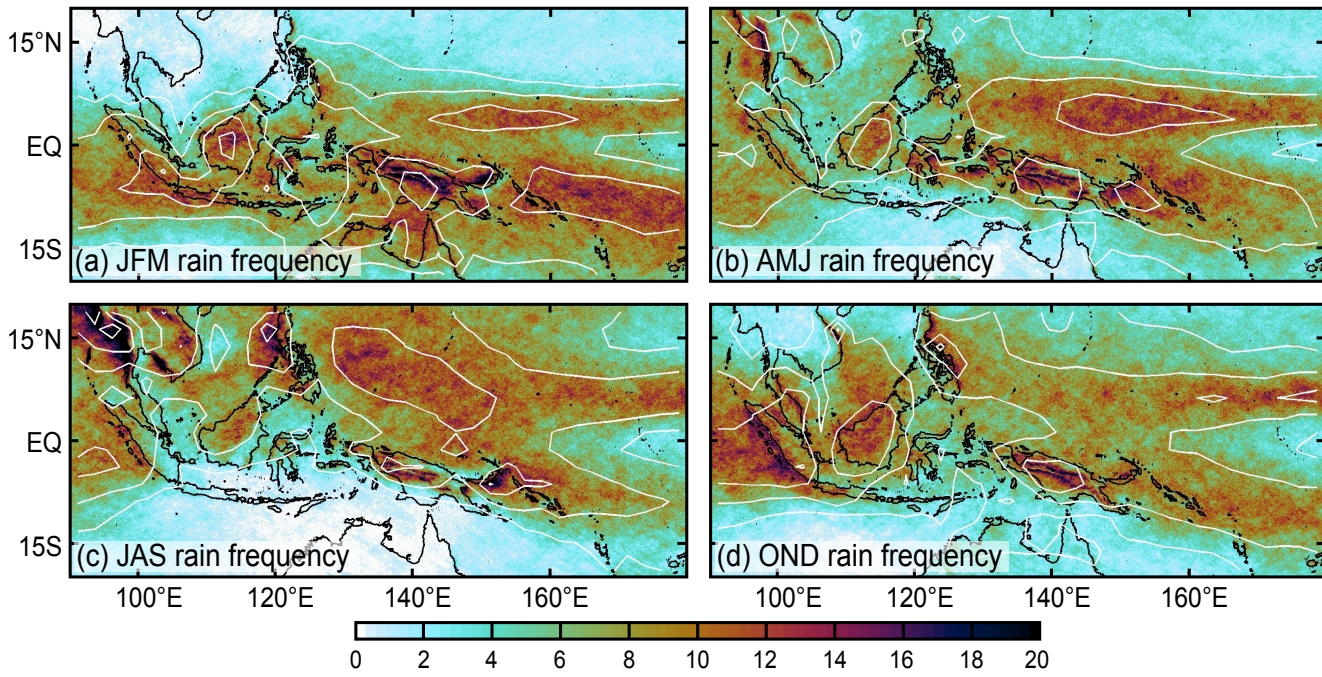 15°N
EQ
15S
(a) JFM rain frequency
(b) AMJ rain frequency
15°N
EQ
15S
(c) JAS rain frequency
(d) OND rain frequency
100°E 120°E 140°E 160°E 100°E 120°E 140°E 160°E
0 2 4 6 8 10 12 14 16 18 20